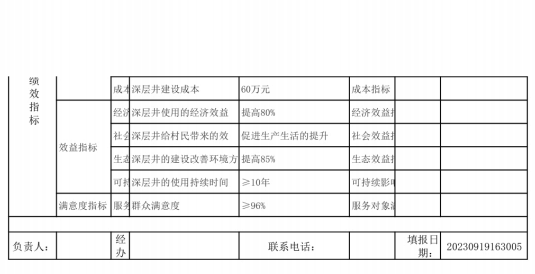 绩
效
指
标
成本 深层井建设成本 60万元 成本指标
效益指标
经济 深层井使用的经济效益 提高80% 经济效益指
社会 深层井给村民带来的效 促进生产生活的提升 社会效益指
生态 深层井的建设改善环境方 提高85% 生态效益指
可持 深层井的使用持续时间 ≥10年 可持续影响
满意度指标 服务 群众满意度 ≥96% 服务对象满
负责人： 经
办 联系电话： 填报日
期： 20230919163005